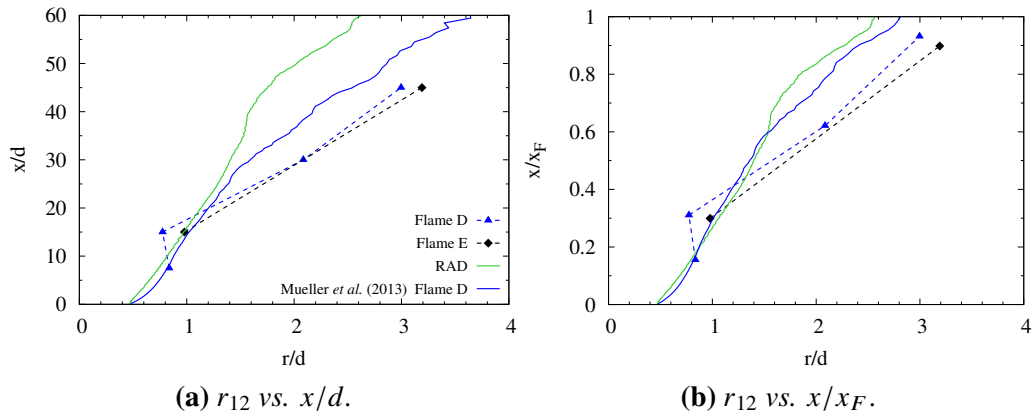 60
50
40
30
20
10
0
x/d
0 1 2 3 4
r/d
Flame D
Flame E
RAD
Mueller et al. (2013) Flame D
(a) r12 vs. x/d.
1
0.8
0.6
0.4
0.2
0
x/xF
0 1 2 3 4
r/d
(b) r12 vs. x/xF.